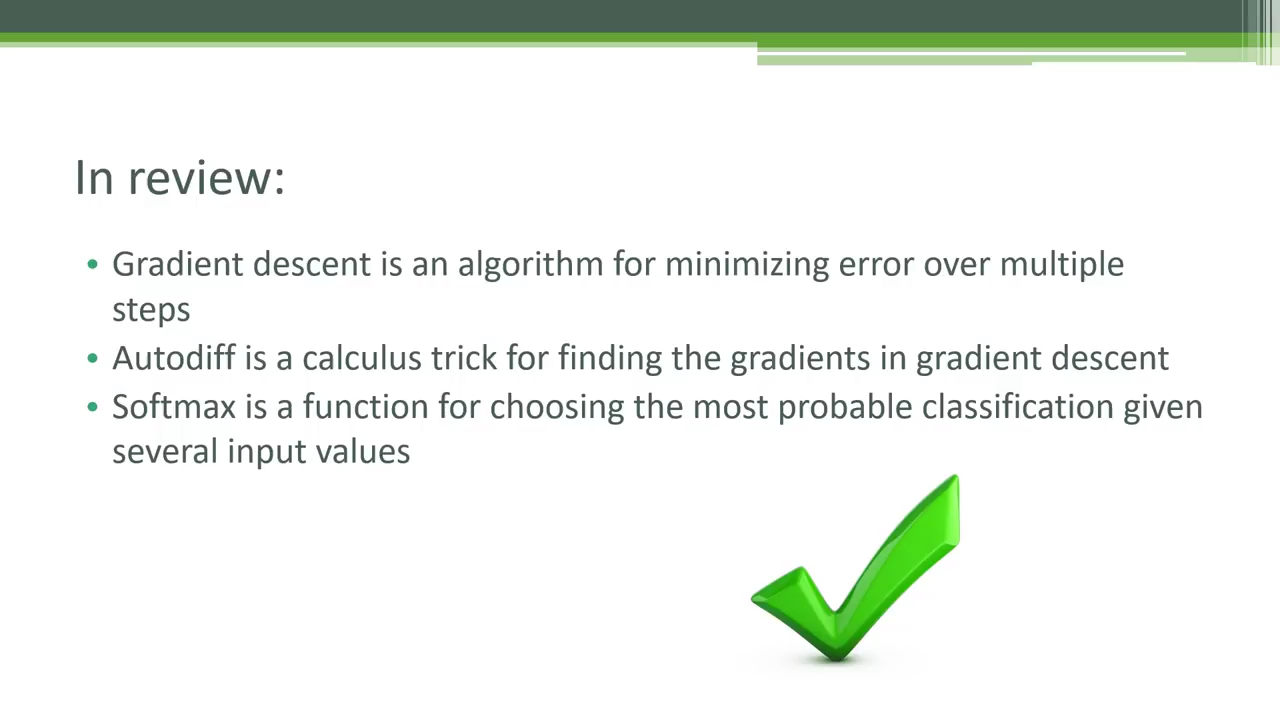 In review:
• Gradient descent is an algorithm for minimizing error over multiple
steps
• Autodiff is a calculus trick for finding the gradients in gradient descent
• Softmax is a function for choosing the most probable classification given
several input values